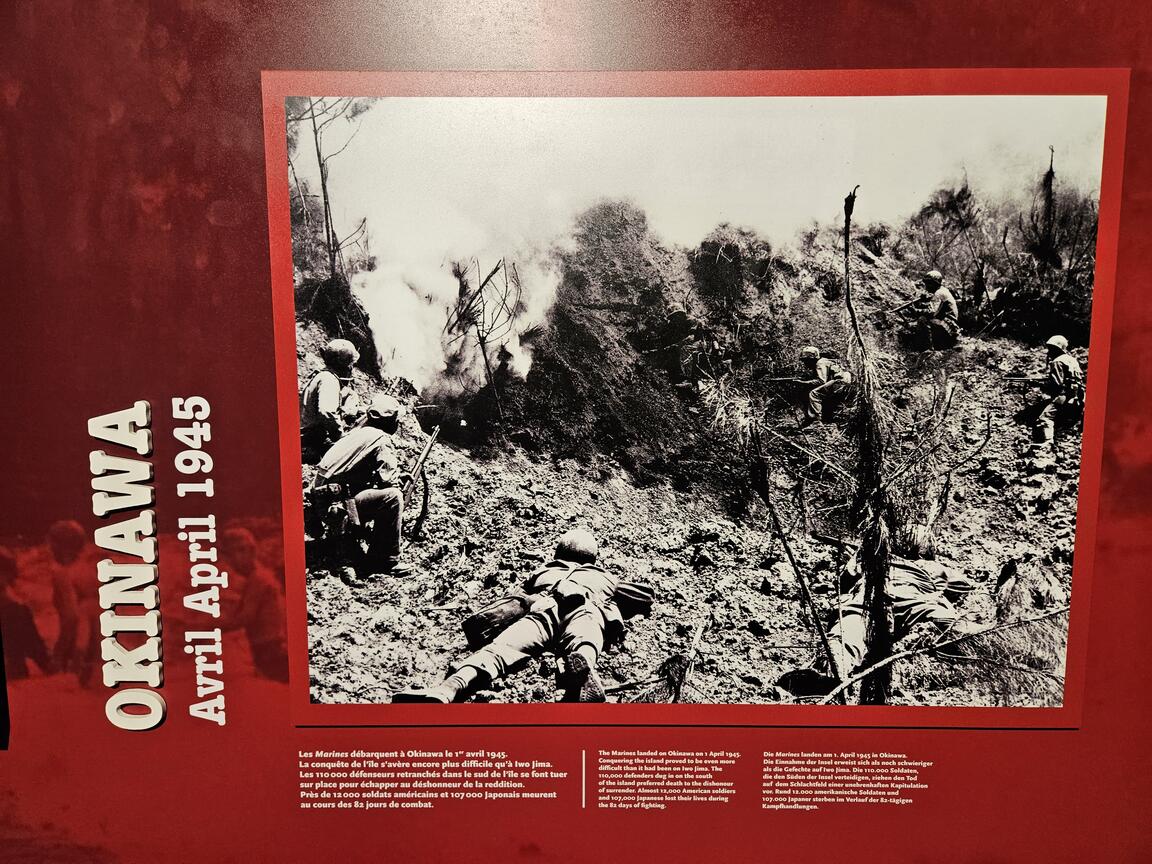 OKINAWA
Avril April 1945
Les Marines débarquent à Okinawa le 1er avril 1945.
La conquête de l'île s'avère encore plus difficile qu'à Iwo Jima.
Les 110 000 défenseurs retranchés dans le sud de l'île se font tuer
sur place pour échapper au déshonneur de la reddition.
Près de 12 000 soldats américains et 107 000 Japonais meurent
au cours des 82 jours de combat.
The Marines landed on Okinawa on 1 April 1945.
Conquering the island proved to be even more
difficult than it had been on Iwo Jima. The
110,000 defenders dug in on the south
of the island preferred death to the dishonour
of surrender. Almost 12,000 American soldiers
and 107,000 Japanese lost their lives during
the 82 days of fighting.
Die Marines landen am 1. April 1945 in Okinawa.
Die Einnahme der Insel erweist sich als noch schwieriger
als die Gefechte auf Iwo Jima. Die 110.000 Soldaten,
die den Süden der Insel verteidigen, ziehen den Tod
auf dem Schlachtfeld einer unehrenhaften Kapitulation
vor. Rund 12.000 amerikanische Soldaten und
107.000 Japaner sterben im Verlauf der 82-tägigen
Kampfhandlungen.